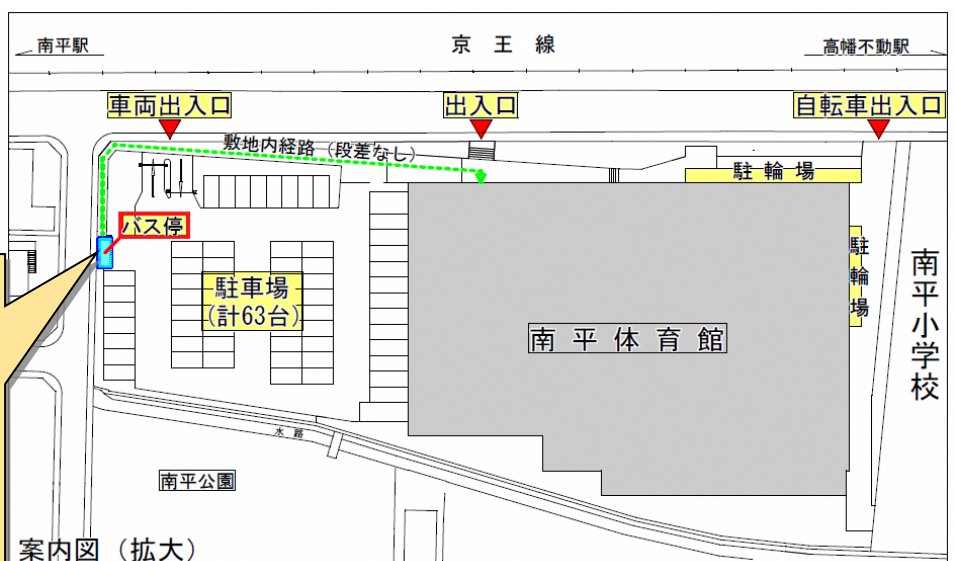 南平駅
京王線
高幡不動駅
車両出入口
出入口
自転車出入口
敷地内経路（段差なし）
駐輪場
バス停
駐輪場
駐車場
（計63台）
南平体育館
南平小学校
水路
南平公園
案内図（拡大）